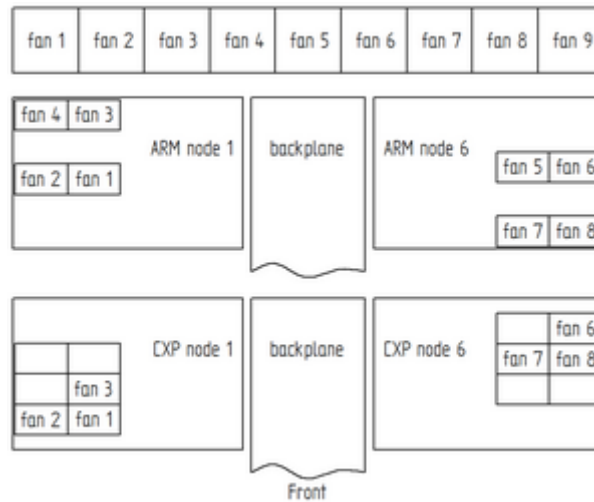 fan 1 fan 2 fan 3 fan 4 fan 5 fan 6 fan 7 fan 8 fan 9
fan 4 fan 3
ARM node 1 backplane ARM node 6
fan 5 fan 6
fan 2 fan 1
fan 7 fan 8
fan 6
CXP node 1 backplane CXP node 6
fan 7 fan 8
fan 3
fan 2 fan 1
Front